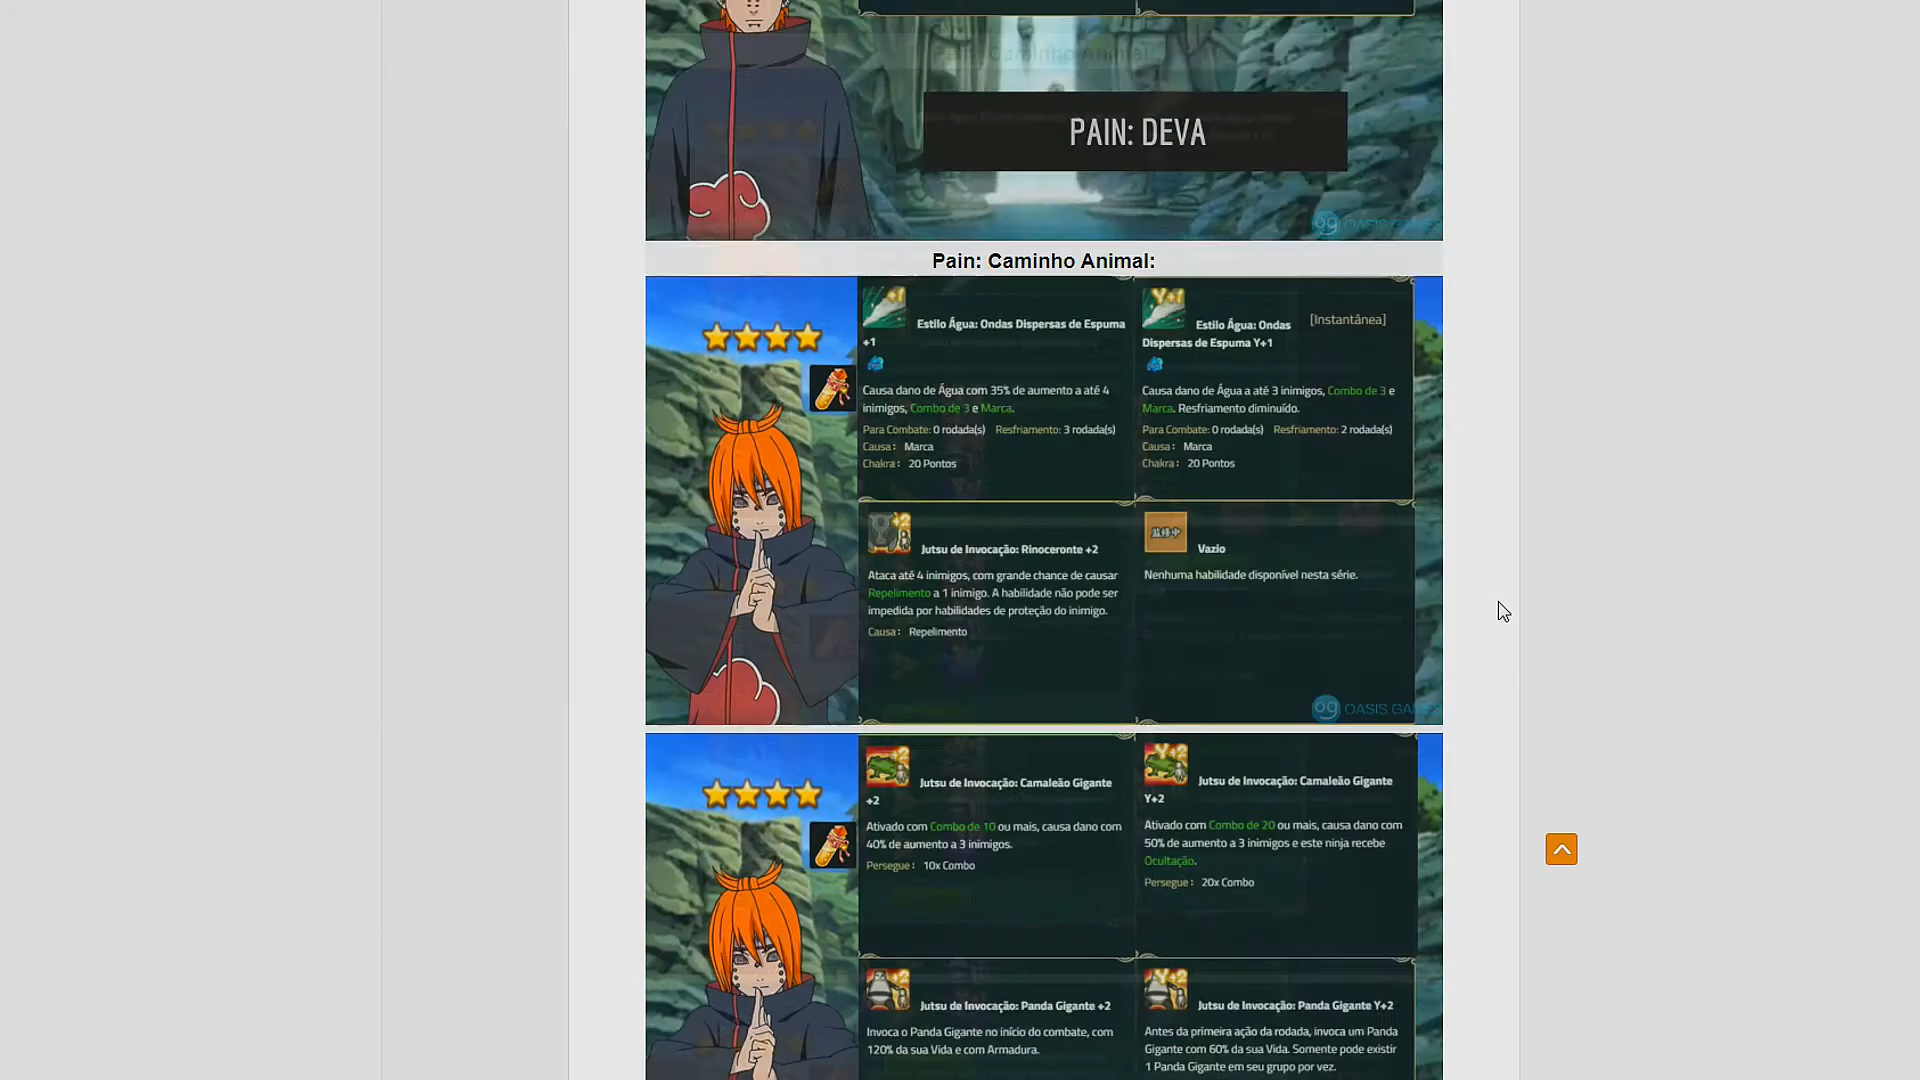 PAIN: DEVA
Pain: Caminho Animal:
+1
Estilo Água: Ondas Dispersas de Espuma
+1
Causa dano de Água com 35% de aumento a até 4
inimigos, Combo de 3 e Marca.
Para Combate: 0 rodada(s) Resfriamento: 3 rodada(s)
Causa: Marca
Chakra: 20 Pontos
Y+1
Estilo Água: Ondas [Instantânea]
Dispersas de Espuma Y+1
Causa dano de Água a até 3 inimigos, Combo de 3 e
Marca. Resfriamento diminuído.
Para Combate: 0 rodada(s) Resfriamento: 2 rodada(s)
Causa: Marca
Chakra: 20 Pontos
+2
Jutsu de Invocação: Rinoceronte +2
Ataca até 4 inimigos, com grande chance de causar
Repelimento a 1 inimigo. A habilidade não pode ser
impedida por habilidades de proteção do inimigo.
Causa: Repelimento
Vazio
Nenhuma habilidade disponível nesta série.
og OASIS GA
+2
Jutsu de Invocação: Camaleão Gigante
+2
Ativado com Combo de 10 ou mais, causa dano com
40% de aumento a 3 inimigos.
Persegue: 10x Combo
Y+2
Jutsu de Invocação: Camaleão Gigante
Y+2
Ativado com Combo de 20 ou mais, causa dano com
50% de aumento a 3 inimigos e este ninja recebe
Ocultação.
Persegue: 20x Combo
+2
Jutsu de Invocação: Panda Gigante +2
Invoca o Panda Gigante no início do combate, com
120% da sua Vida e com Armadura.
Y+2
Jutsu de Invocação: Panda Gigante Y+2
Antes da primeira ação da rodada, invoca um Panda
Gigante com 60% da sua Vida. Somente pode existir
1 Panda Gigante em seu grupo por vez.